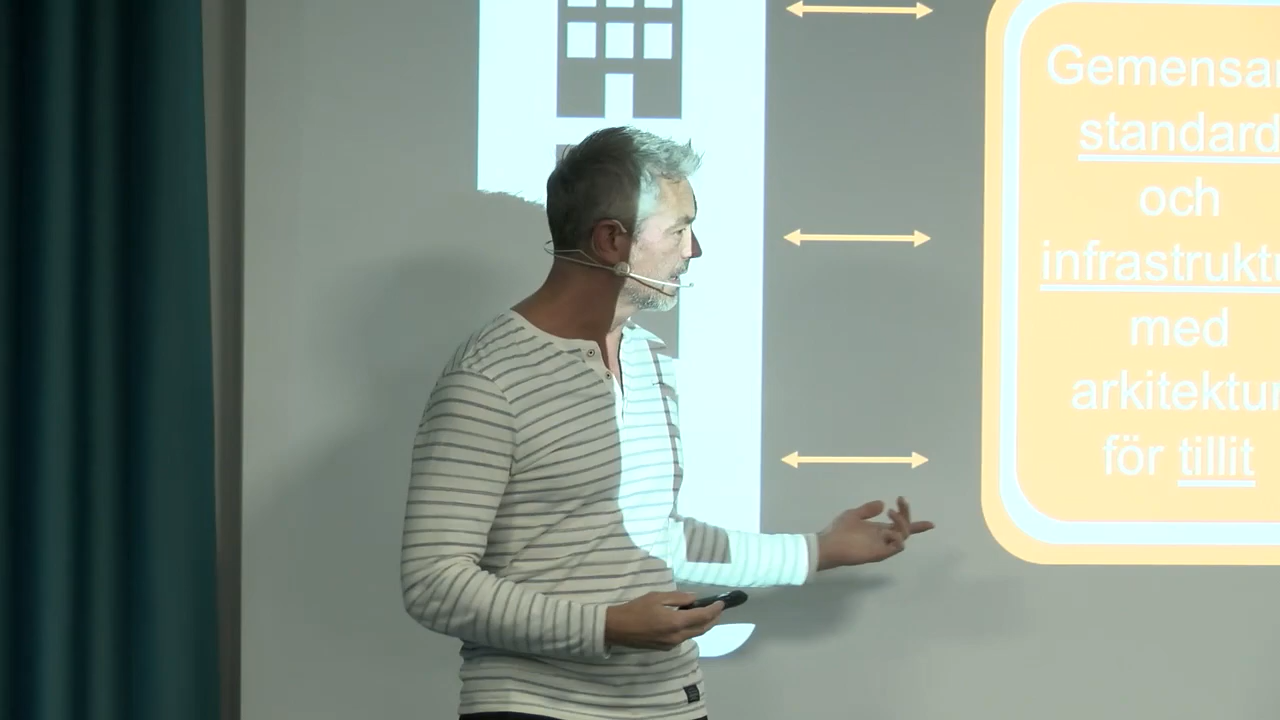 Gemensa
standard
och
infrastrukt
med
arkitektur
för tillit